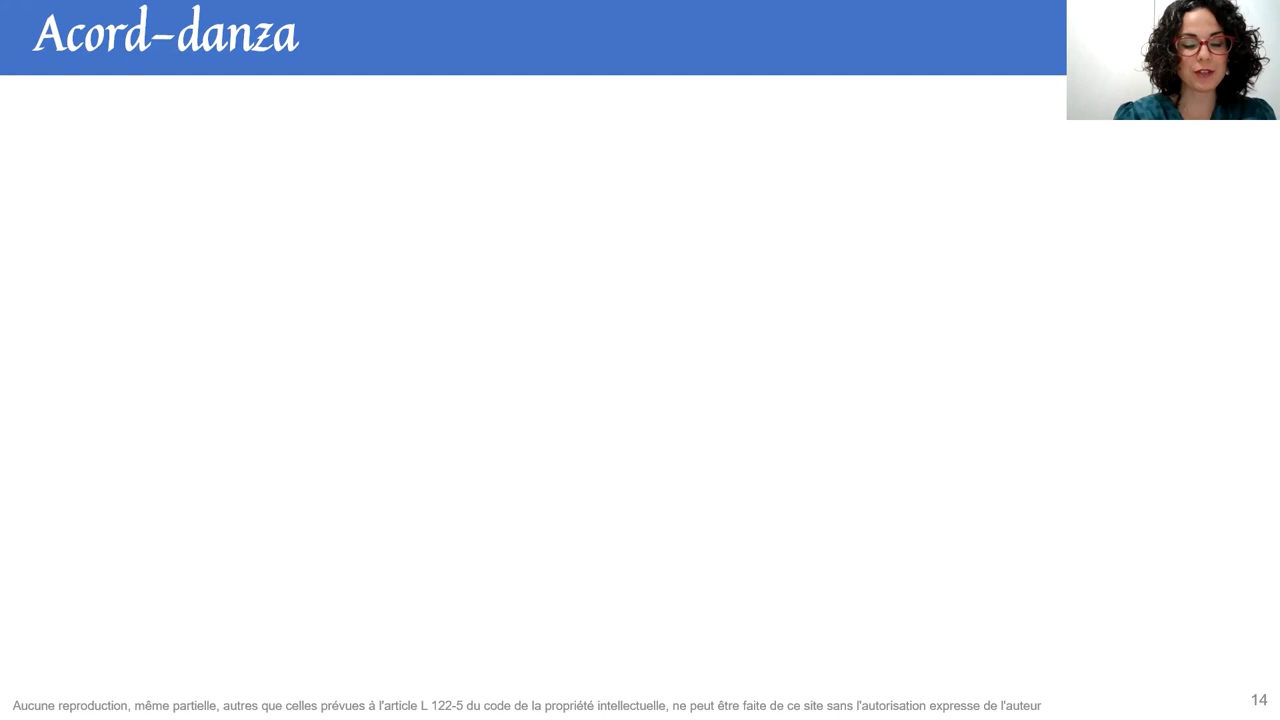 Acord-danza
Aucune reproduction, même partielle, autres que celles prévues à l'article L 122-5 du code de la propriété intellectuelle, ne peut être faite de ce site sans l'autorisation expresse de l'auteur
14